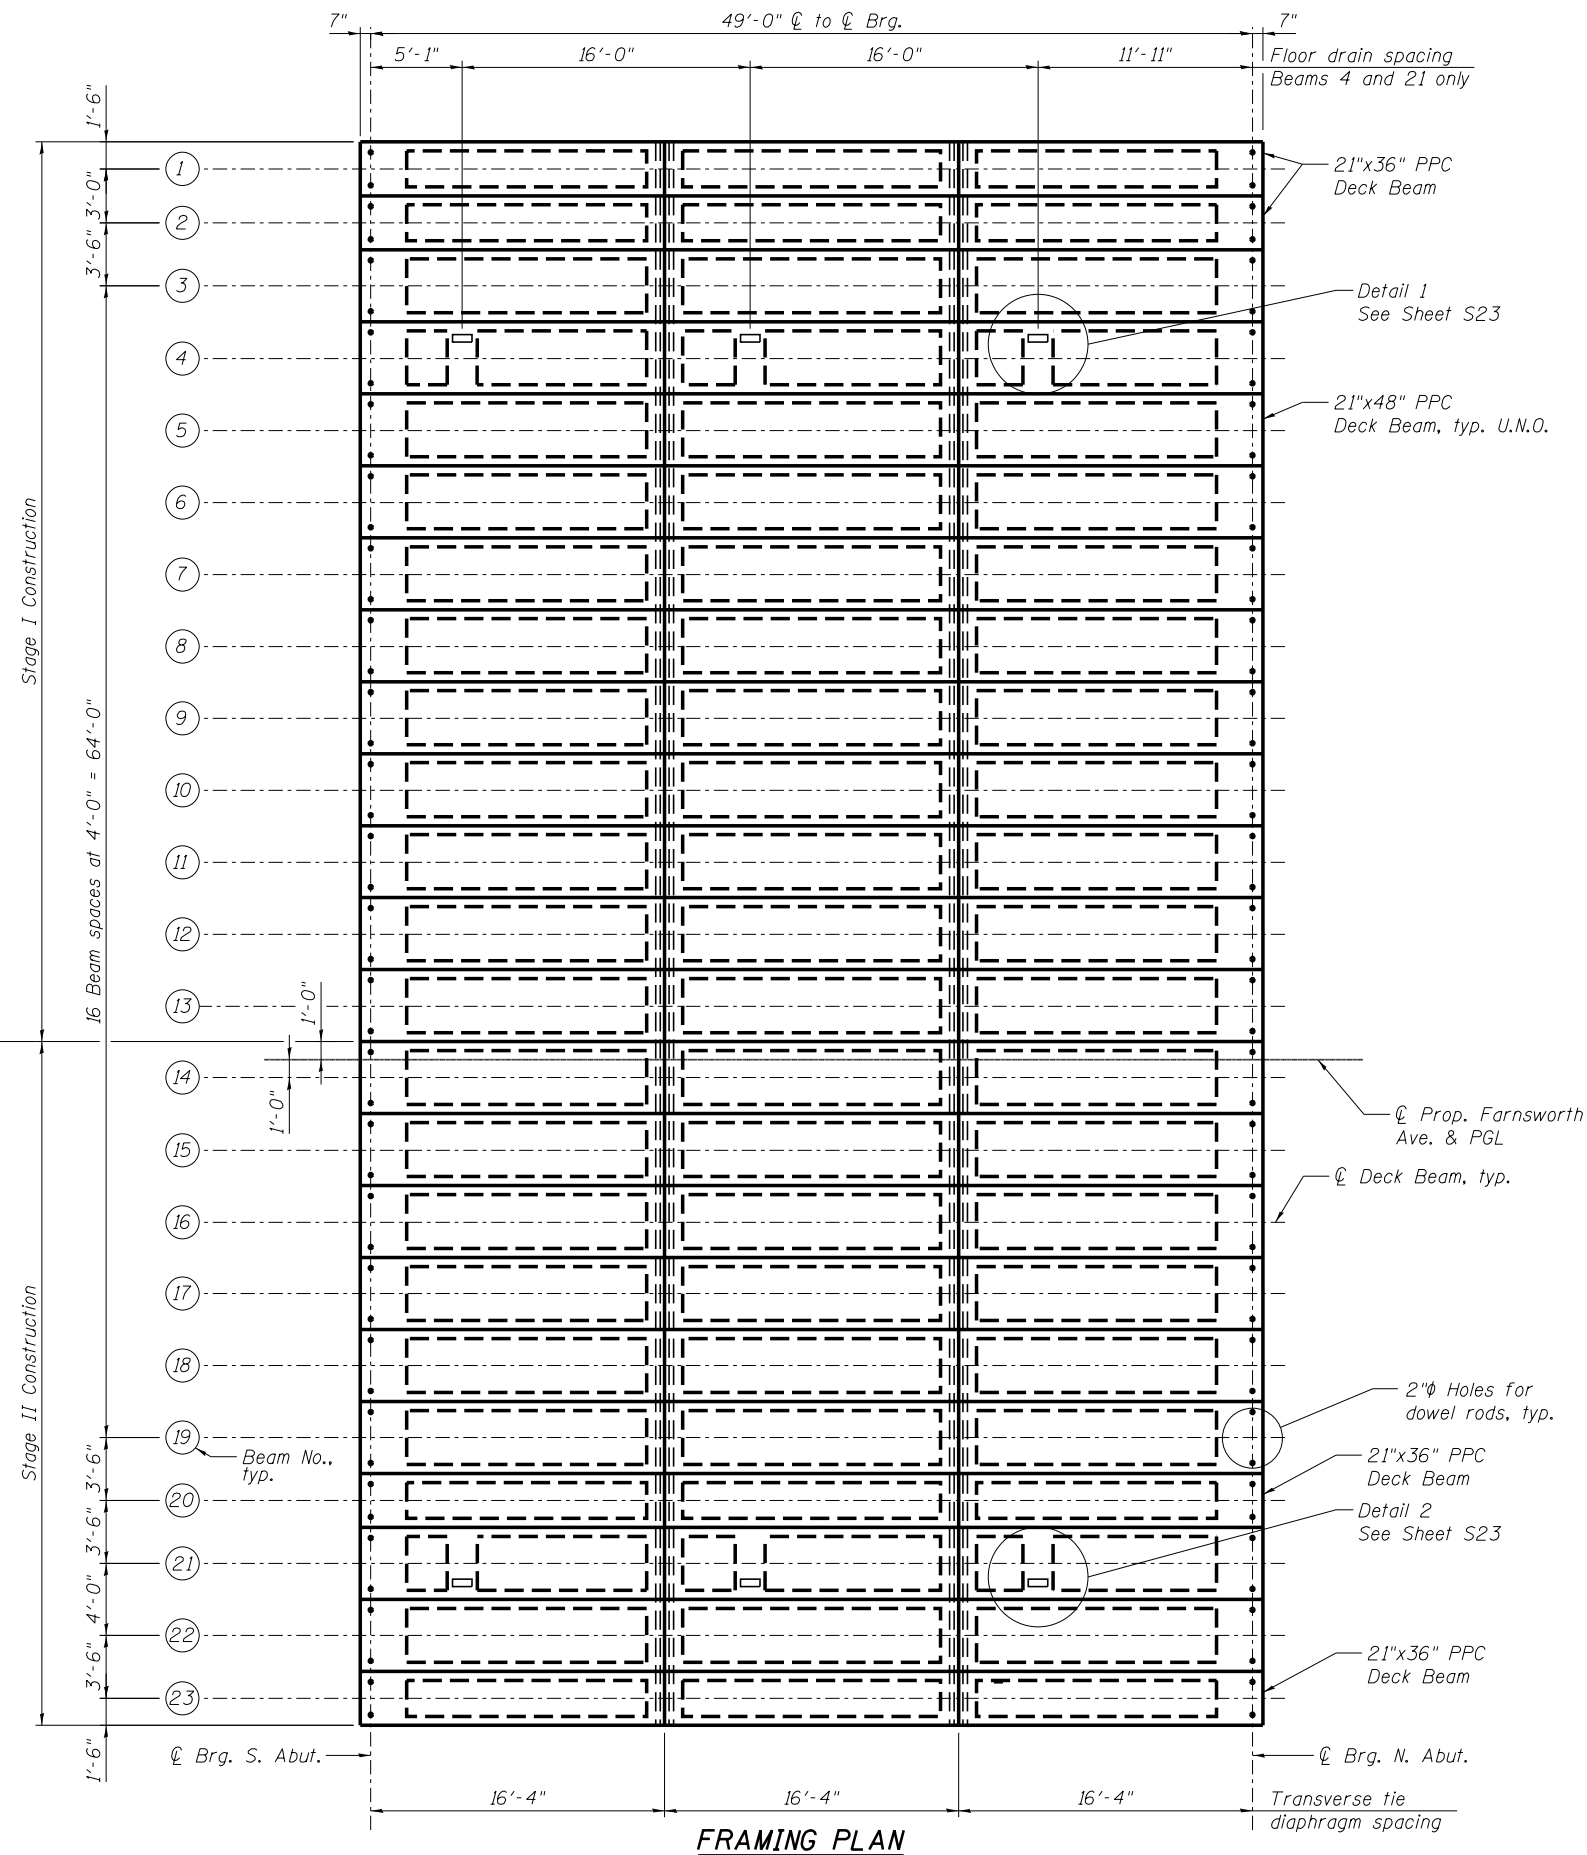 7"
49'-0" ℄ to ℄ Brg.
7"
5'-1"
16'-0"
16'-0"
11'-11"
Floor drain spacing
Beams 4 and 21 only
1'-6"
3'-0"
3'-6"
1
2
3
4
5
6
7
8
9
10
11
12
13
14
15
16
17
18
19
20
21
22
23
21"x36" PPC
Deck Beam
Detail 1
See Sheet S23
21"x48" PPC
Deck Beam, typ. U.N.O.
Stage I Construction
16 Beam spaces at 4'-0" = 64'-0"
1'-0"
1'-0"
℄ Prop. Farnsworth
Ave. & PGL
℄ Deck Beam, typ.
Stage II Construction
2"ϕ Holes for
dowel rods, typ.
Beam No.,
typ.
21"x36" PPC
Deck Beam
Detail 2
See Sheet S23
3'-6"
3'-6"
4'-0"
3'-6"
1'-6"
21"x36" PPC
Deck Beam
℄ Brg. S. Abut.
℄ Brg. N. Abut.
16'-4"
16'-4"
16'-4"
Transverse tie
diaphragm spacing
FRAMING PLAN